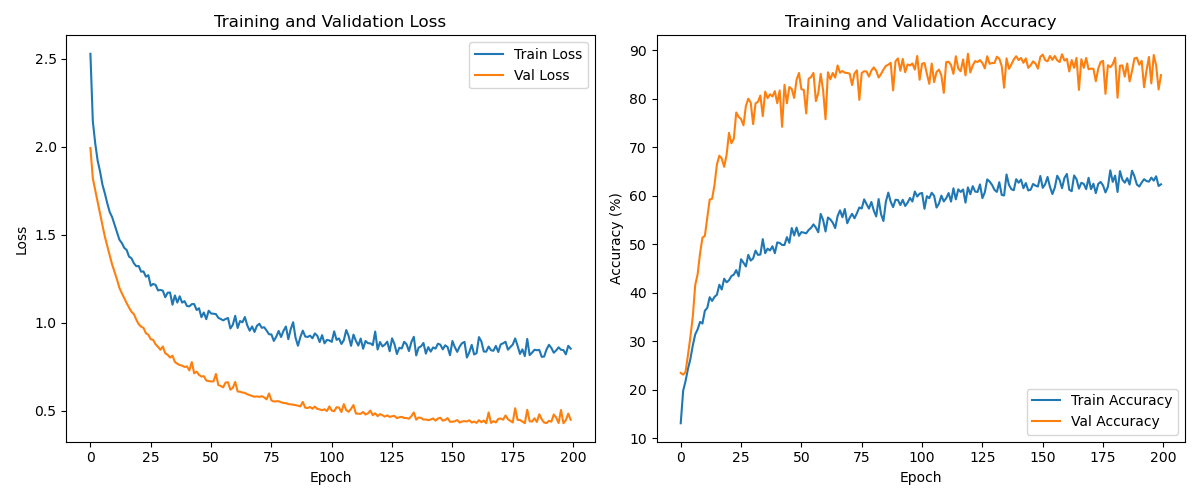 Training and Validation Loss
2.5
2.0
1.5
1.0
0.5
Loss
Train Loss
Val Loss
0 25 50 75 100 125 150 175 200
Epoch
Training and Validation Accuracy
90
80
70
60
50
40
30
20
10
Accuracy (%)
Train Accuracy
Val Accuracy
0 25 50 75 100 125 150 175 200
Epoch